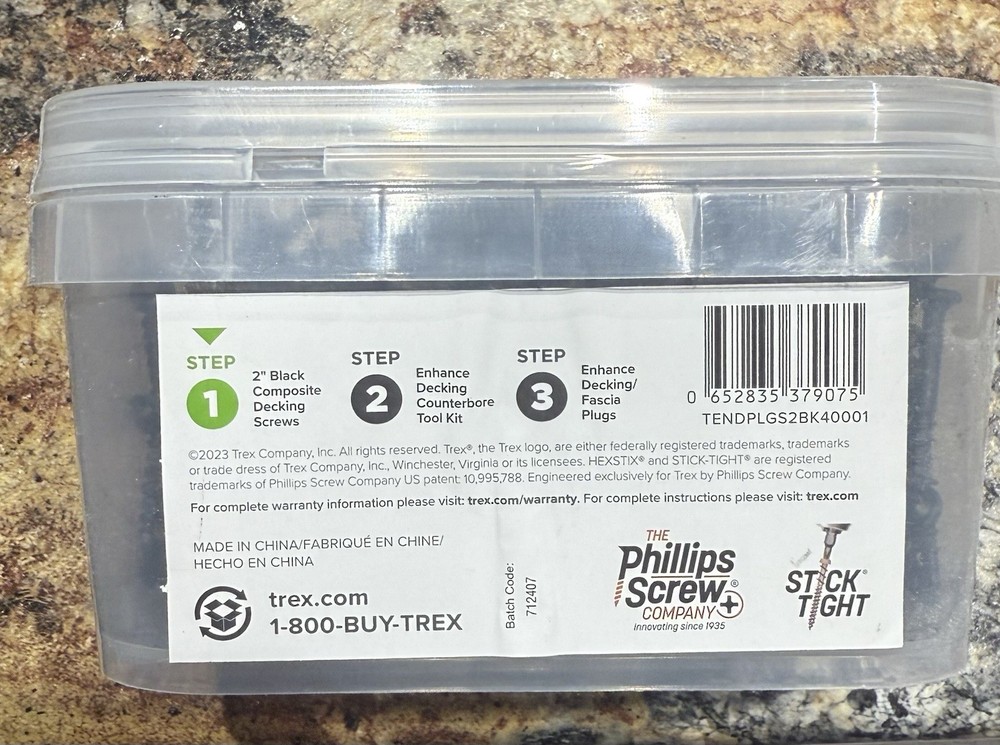 STEP
1
2" Black
Composite
Decking
Screws
STEP
2
Enhance
Decking
Counterbore
Tool Kit
STEP
3
Enhance
Decking/
Fascia
Plugs
0 652835 379075
TENDPLGS2BK40001
©2023 Trex Company, Inc. All rights reserved. Trex®, the Trex logo, are either federally registered trademarks, trademarks
or trade dress of Trex Company, Inc., Winchester, Virginia or its licensees. HEXSTIX® and STICK-TIGHT® are registered
trademarks of Phillips Screw Company US patent: 10,995,788. Engineered exclusively for Trex by Phillips Screw Company.
For complete warranty information please visit: trex.com/warranty. For complete instructions please visit: trex.com
MADE IN CHINA/FABRIQUÉ EN CHINE/
HECHO EN CHINA
trex.com
1-800-BUY-TREX
Batch Code:
712407
THE
Phillips
Screw®
COMPANY
innovating since 1935
STICK®
TIGHT